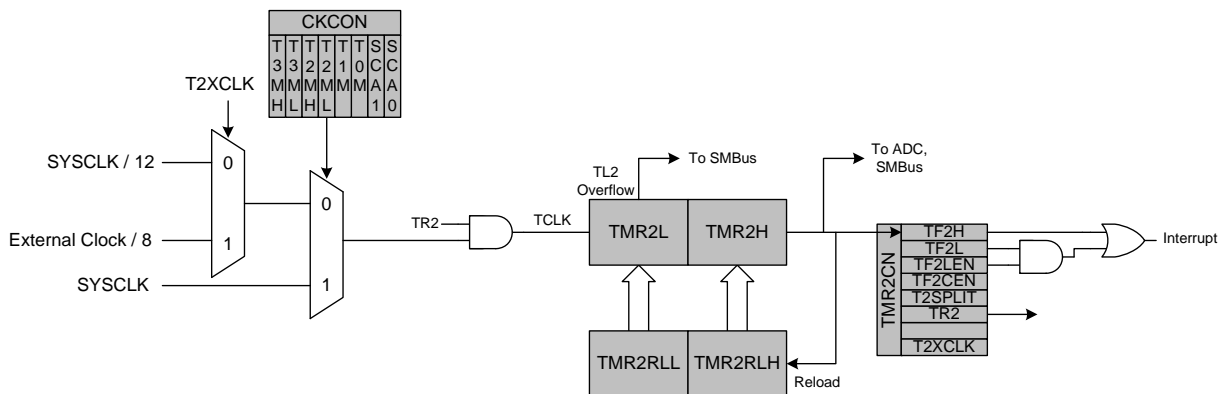 CKCON
T3MH
T3ML
T2MH
T2ML
T1M
T0M
SCA1
SCA0
T2XCLK
SYSCLK / 12
0
1
External Clock / 8
SYSCLK
0
1
TR2
TCLK
TL2
Overflow
To SMBus
TMR2L
TMR2H
To ADC,
SMBus
TMR2RLL
TMR2RLH
Reload
TMR2CN
TF2H
TF2L
TF2LEN
TF2CEN
T2SPLIT
TR2
T2XCLK
Interrupt